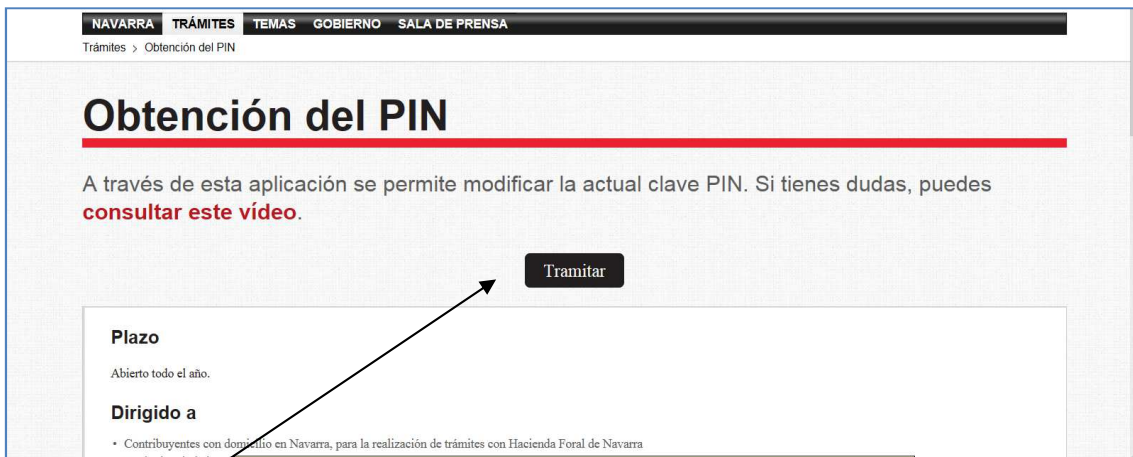 NAVARRA TRÁMITES TEMAS GOBIERNO SALA DE PRENSA
Trámites > Obtención del PIN
Obtención del PIN
A través de esta aplicación se permite modificar la actual clave PIN. Si tienes dudas, puedes
consultar este vídeo.
Tramitar
Plazo
Abierto todo el año.
Dirigido a
• Contribuyentes con domicilio en Navarra, para la realización de trámites con Hacienda Foral de Navarra